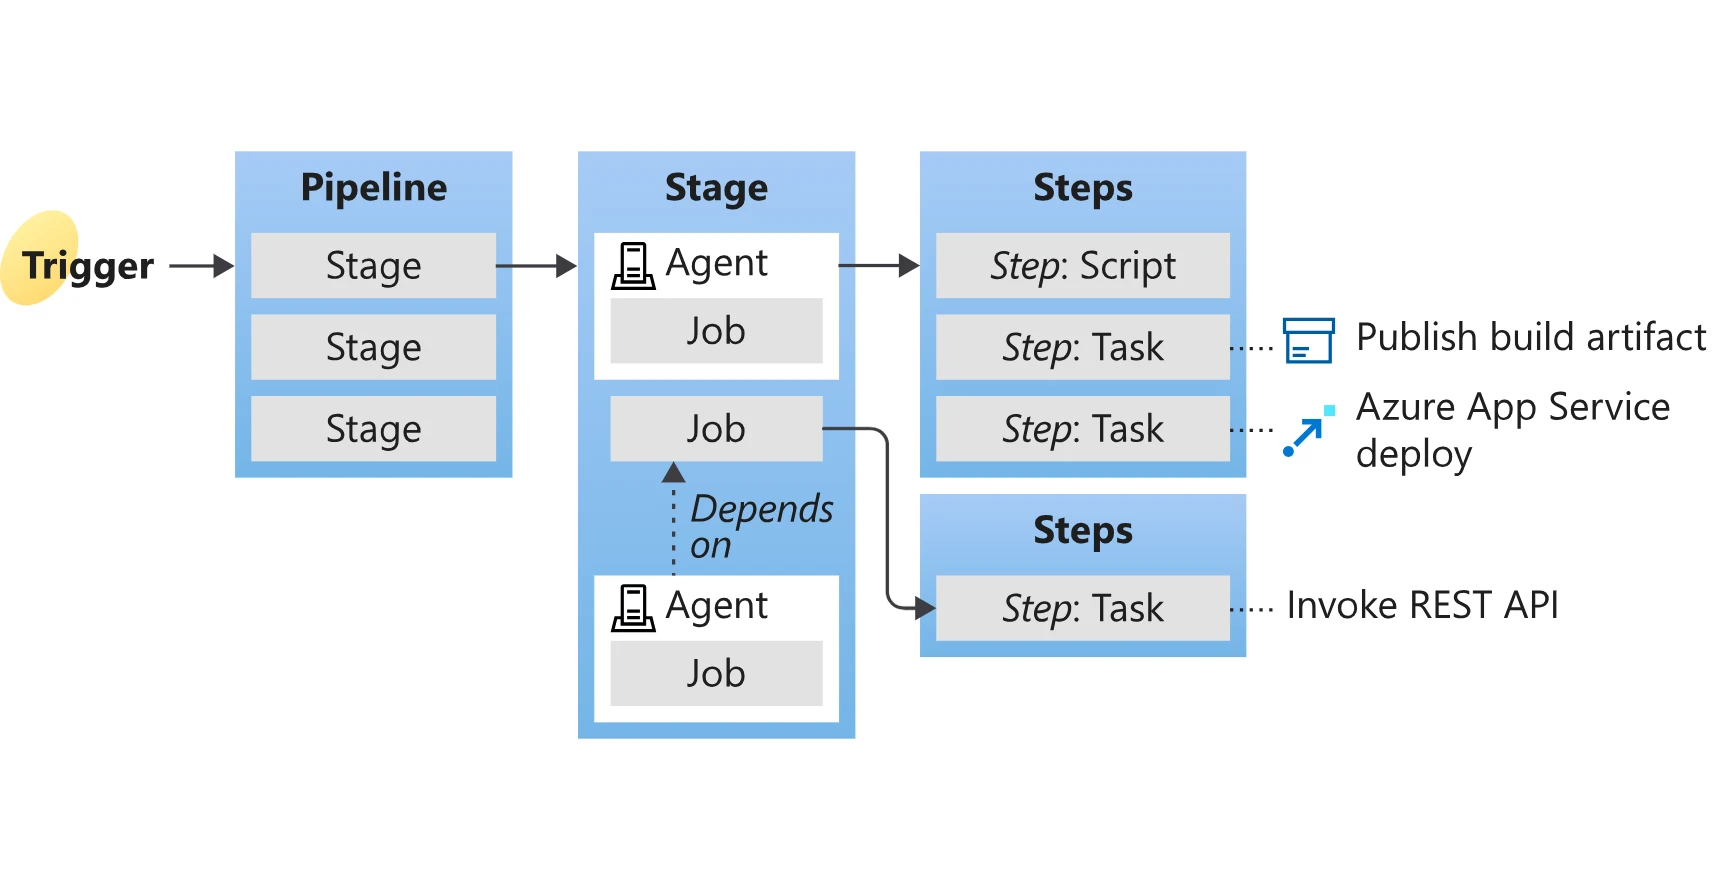 Trigger
Pipeline
Stage
Stage
Stage
Stage
Agent
Job
Job
Depends
on
Agent
Job
Steps
Step: Script
Step: Task
Publish build artifact
Step: Task
Azure App Service
deploy
Steps
Step: Task
Invoke REST API